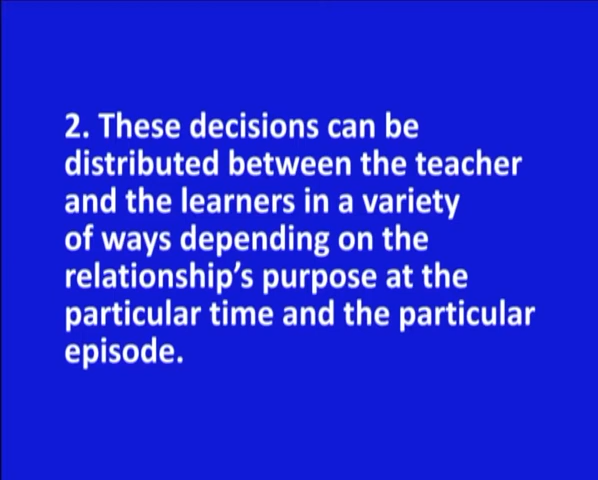 2. These decisions can be
distributed between the teacher
and the learners in a variety
of ways depending on the
relationship’s purpose at the
particular time and the particular
episode.